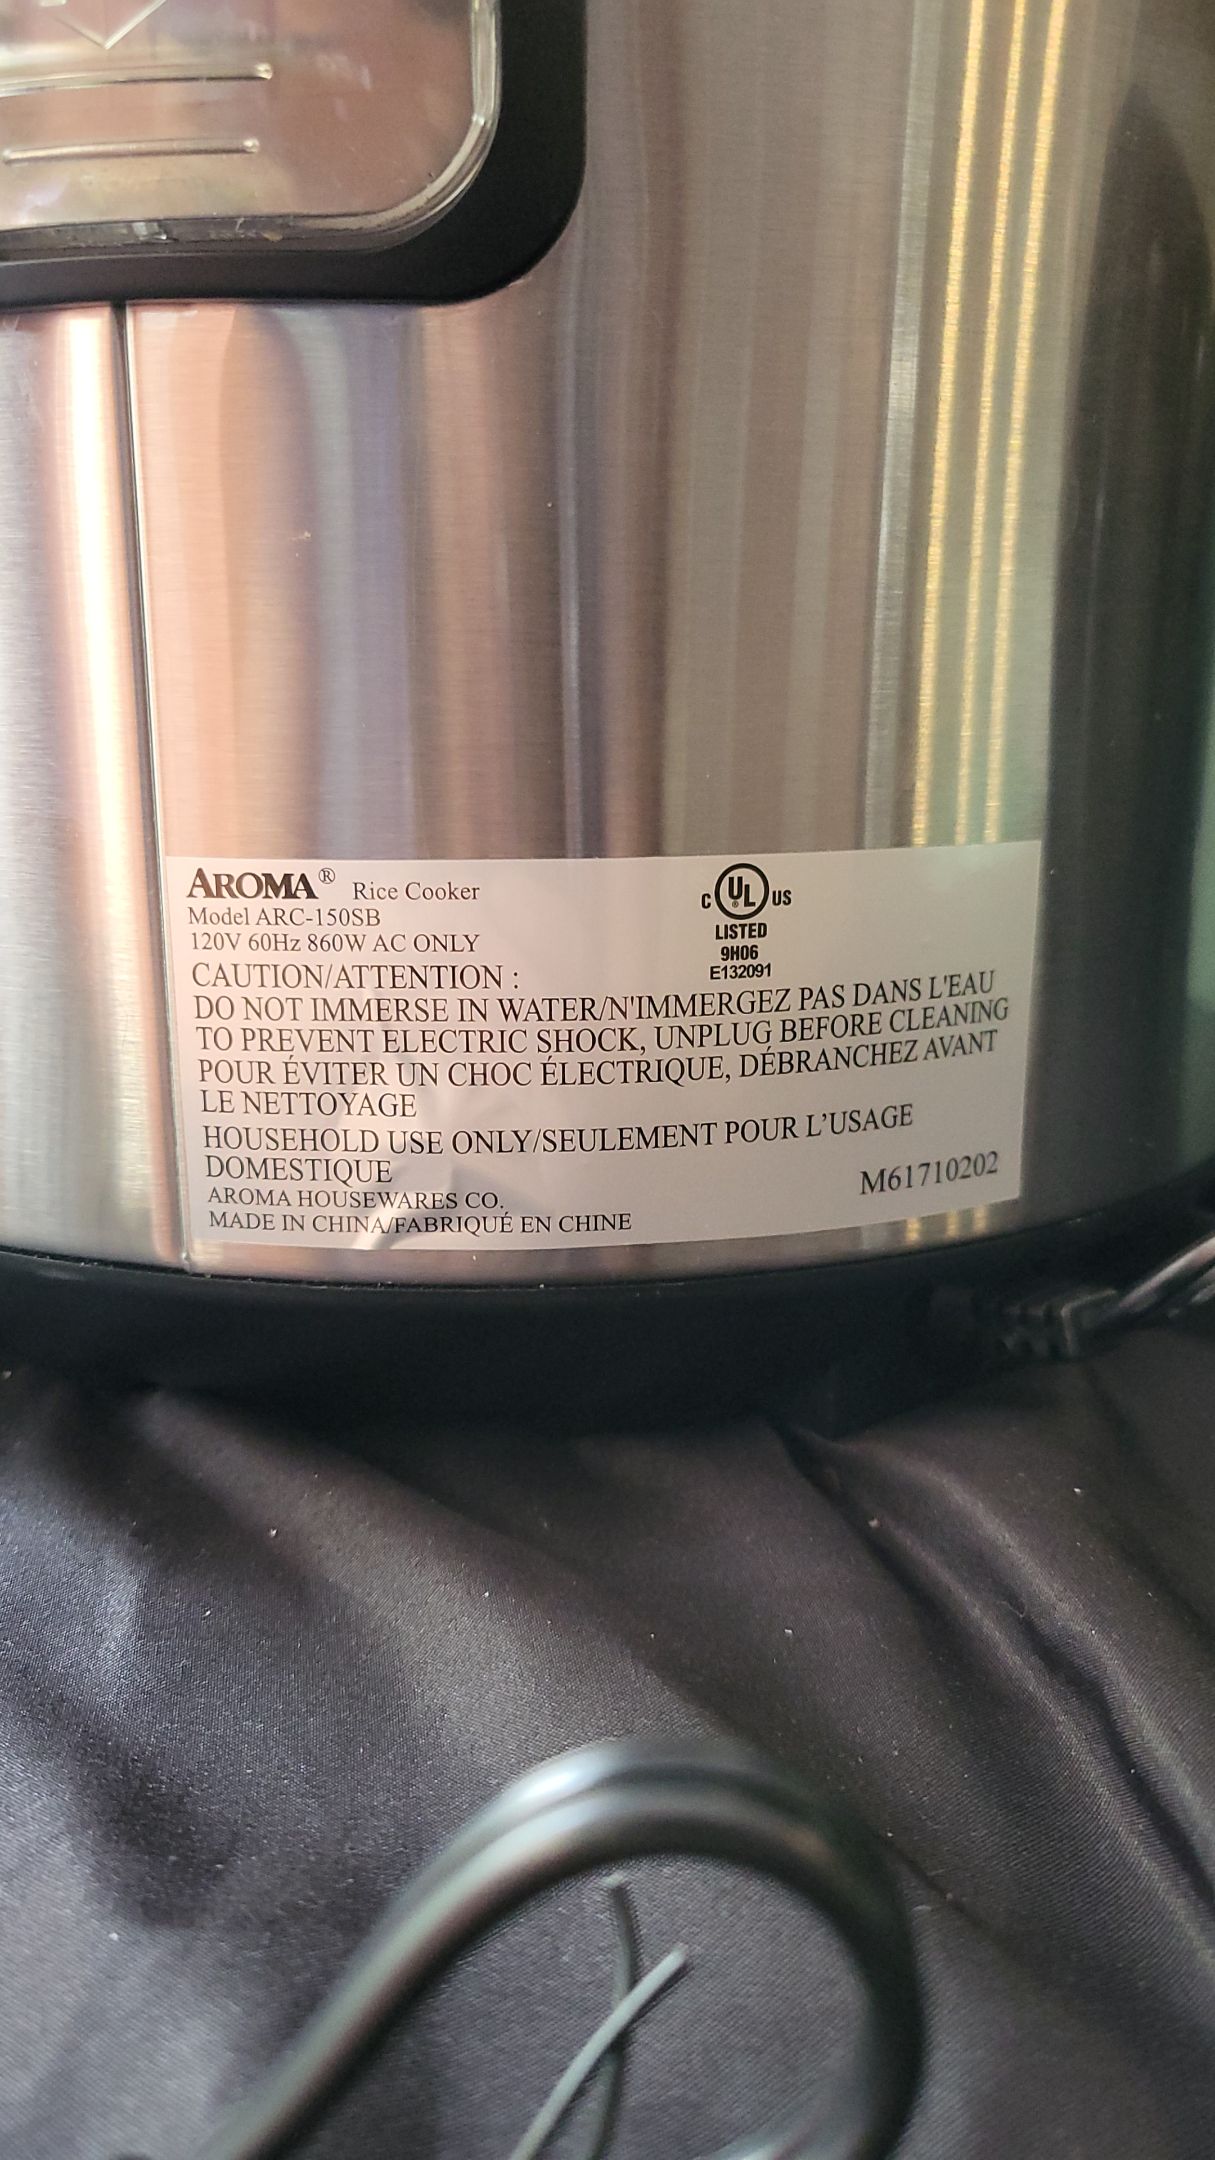 AROMA® Rice Cooker
Model ARC-150SB
120V 60Hz 860W AC ONLY
C UL ® US
LISTED
9H06
E132091
CAUTION/ATTENTION :
DO NOT IMMERSE IN WATER/N'IMMERGEZ PAS DANS L'EAU
TO PREVENT ELECTRIC SHOCK, UNPLUG BEFORE CLEANING
POUR ÉVITER UN CHOC ÉLECTRIQUE, DÉBRANCHEZ AVANT
LE NETTOYAGE
HOUSEHOLD USE ONLY/SEULEMENT POUR L'USAGE
DOMESTIQUE
AROMA HOUSEWARES CO.
MADE IN CHINA/FABRIQUÉ EN CHINE
M61710202